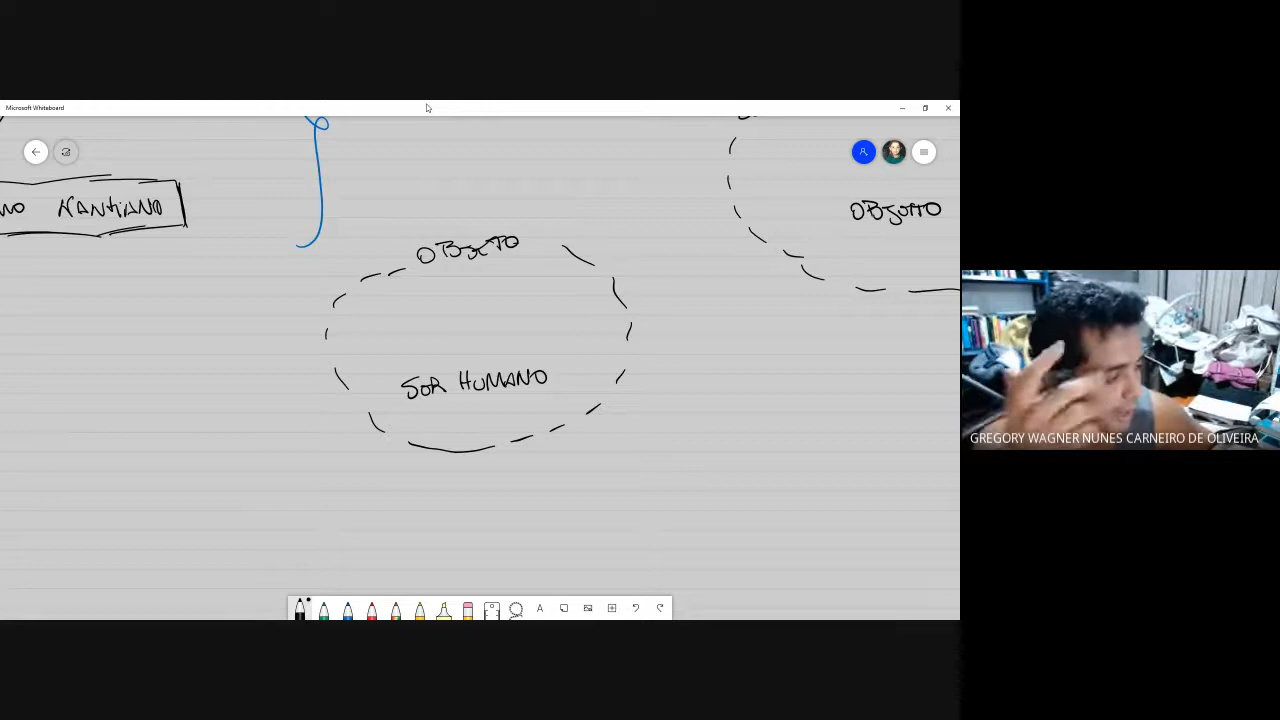 Microsoft Whiteboard
OBJETO
KANTIANO
OBJETO
SER HUMANO
GREGORY WAGNER NUNES CARNEIRO DE OLIVEIRA
A